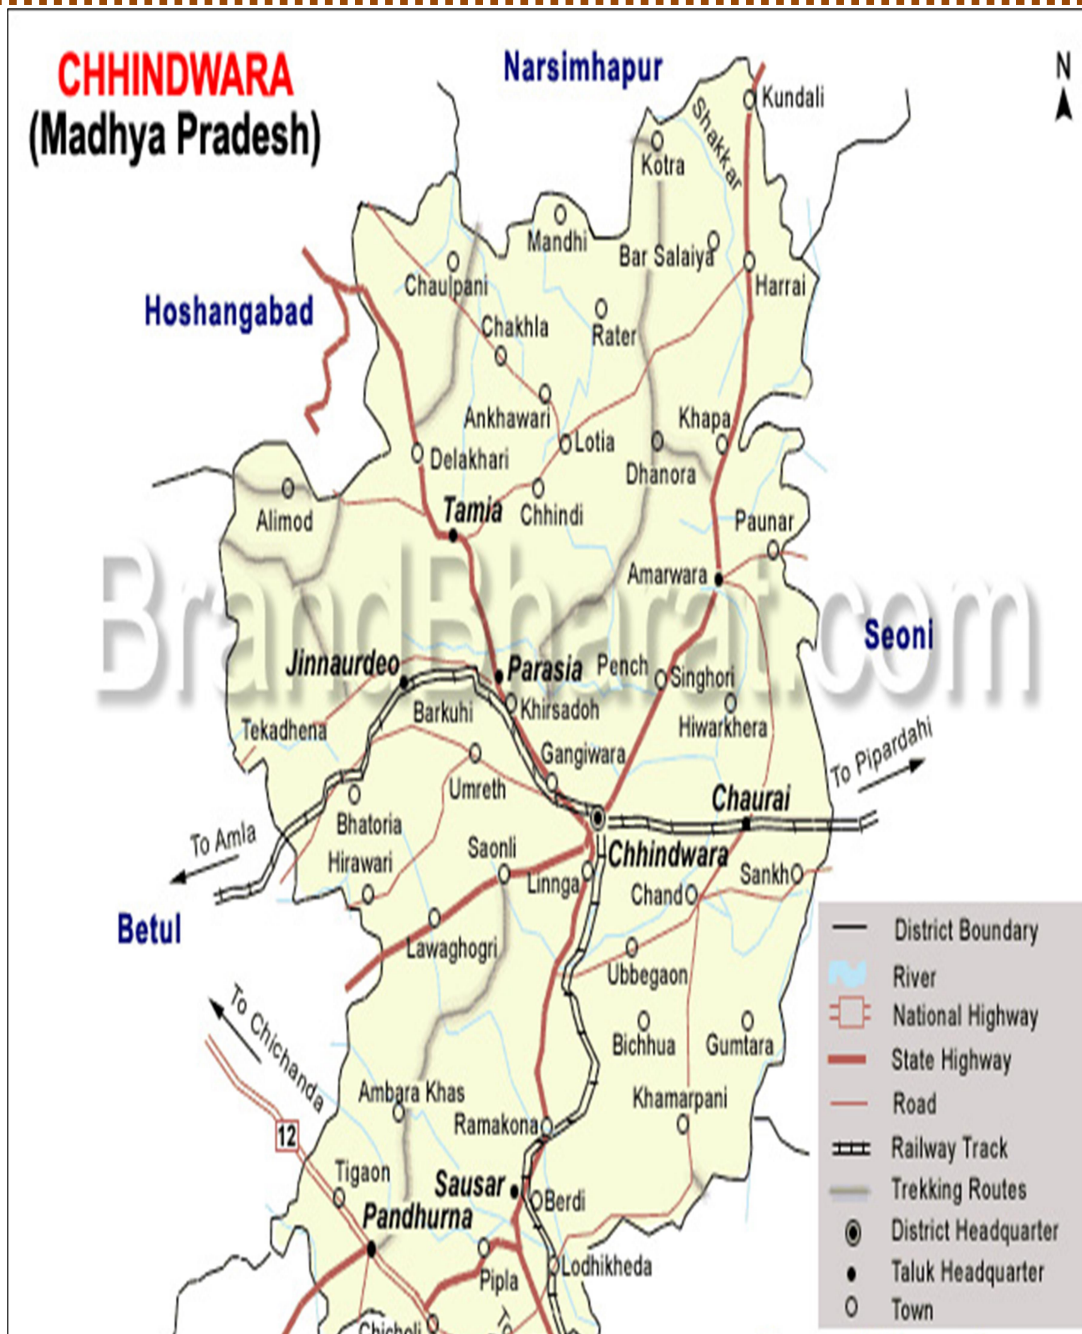 CHHINDWARA
(Madhya Pradesh)
Narsimhapur
N
Kundali
Shakkar
Kotra
Mandhi
Bar Salaiya
Chaulpani
Harrai
Hoshangabad
Chakhla
Rater
Ankhawari
Khapa
Lotia
Delakhari
Dhanora
Tamia
Chhindi
Alimod
Paunar
Amarwara
BrandBharat.com
Seoni
Jinnaurdeo
Parasia
Pench
Singhori
Khirsadoh
Barkuhi
Hiwarkhera
Tekadhena
Gangiwara
To Pipardahi
Umreth
Chaurai
Bhatoria
To Amla
Saonli
Chhindwara
Hirawari
Linnga
Sankh
Chand
Betul
Lawaghogri
Ubbegaon
To Chichanda
Bichhua
Gumtara
Ambara Khas
Khamarpani
Ramakona
12
Tigaon
Sausar
Berdi
Pandhurna
Pipla
Lodhikheda
Chicholi
To
District Boundary
River
National Highway
State Highway
Road
Railway Track
Trekking Routes
District Headquarter
Taluk Headquarter
Town